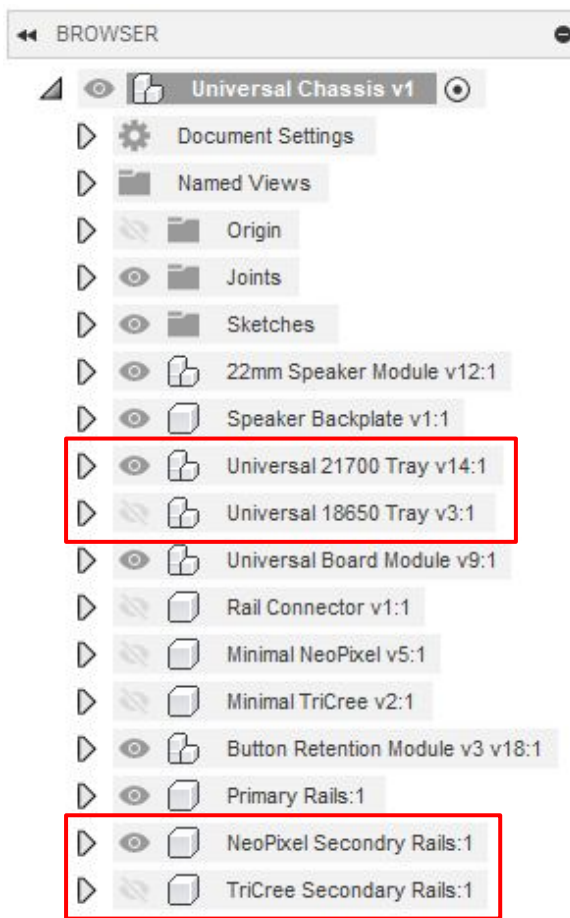 BROWSER
Universal Chassis v1
Document Settings
Named Views
Origin
Joints
Sketches
22mm Speaker Module v12:1
Speaker Backplate v1:1
Universal 21700 Tray v14:1
Universal 18650 Tray v3:1
Universal Board Module v9:1
Rail Connector v1:1
Minimal NeoPixel v5:1
Minimal TriCree v2:1
Button Retention Module v3 v18:1
Primary Rails:1
NeoPixel Secondry Rails:1
TriCree Secondary Rails:1